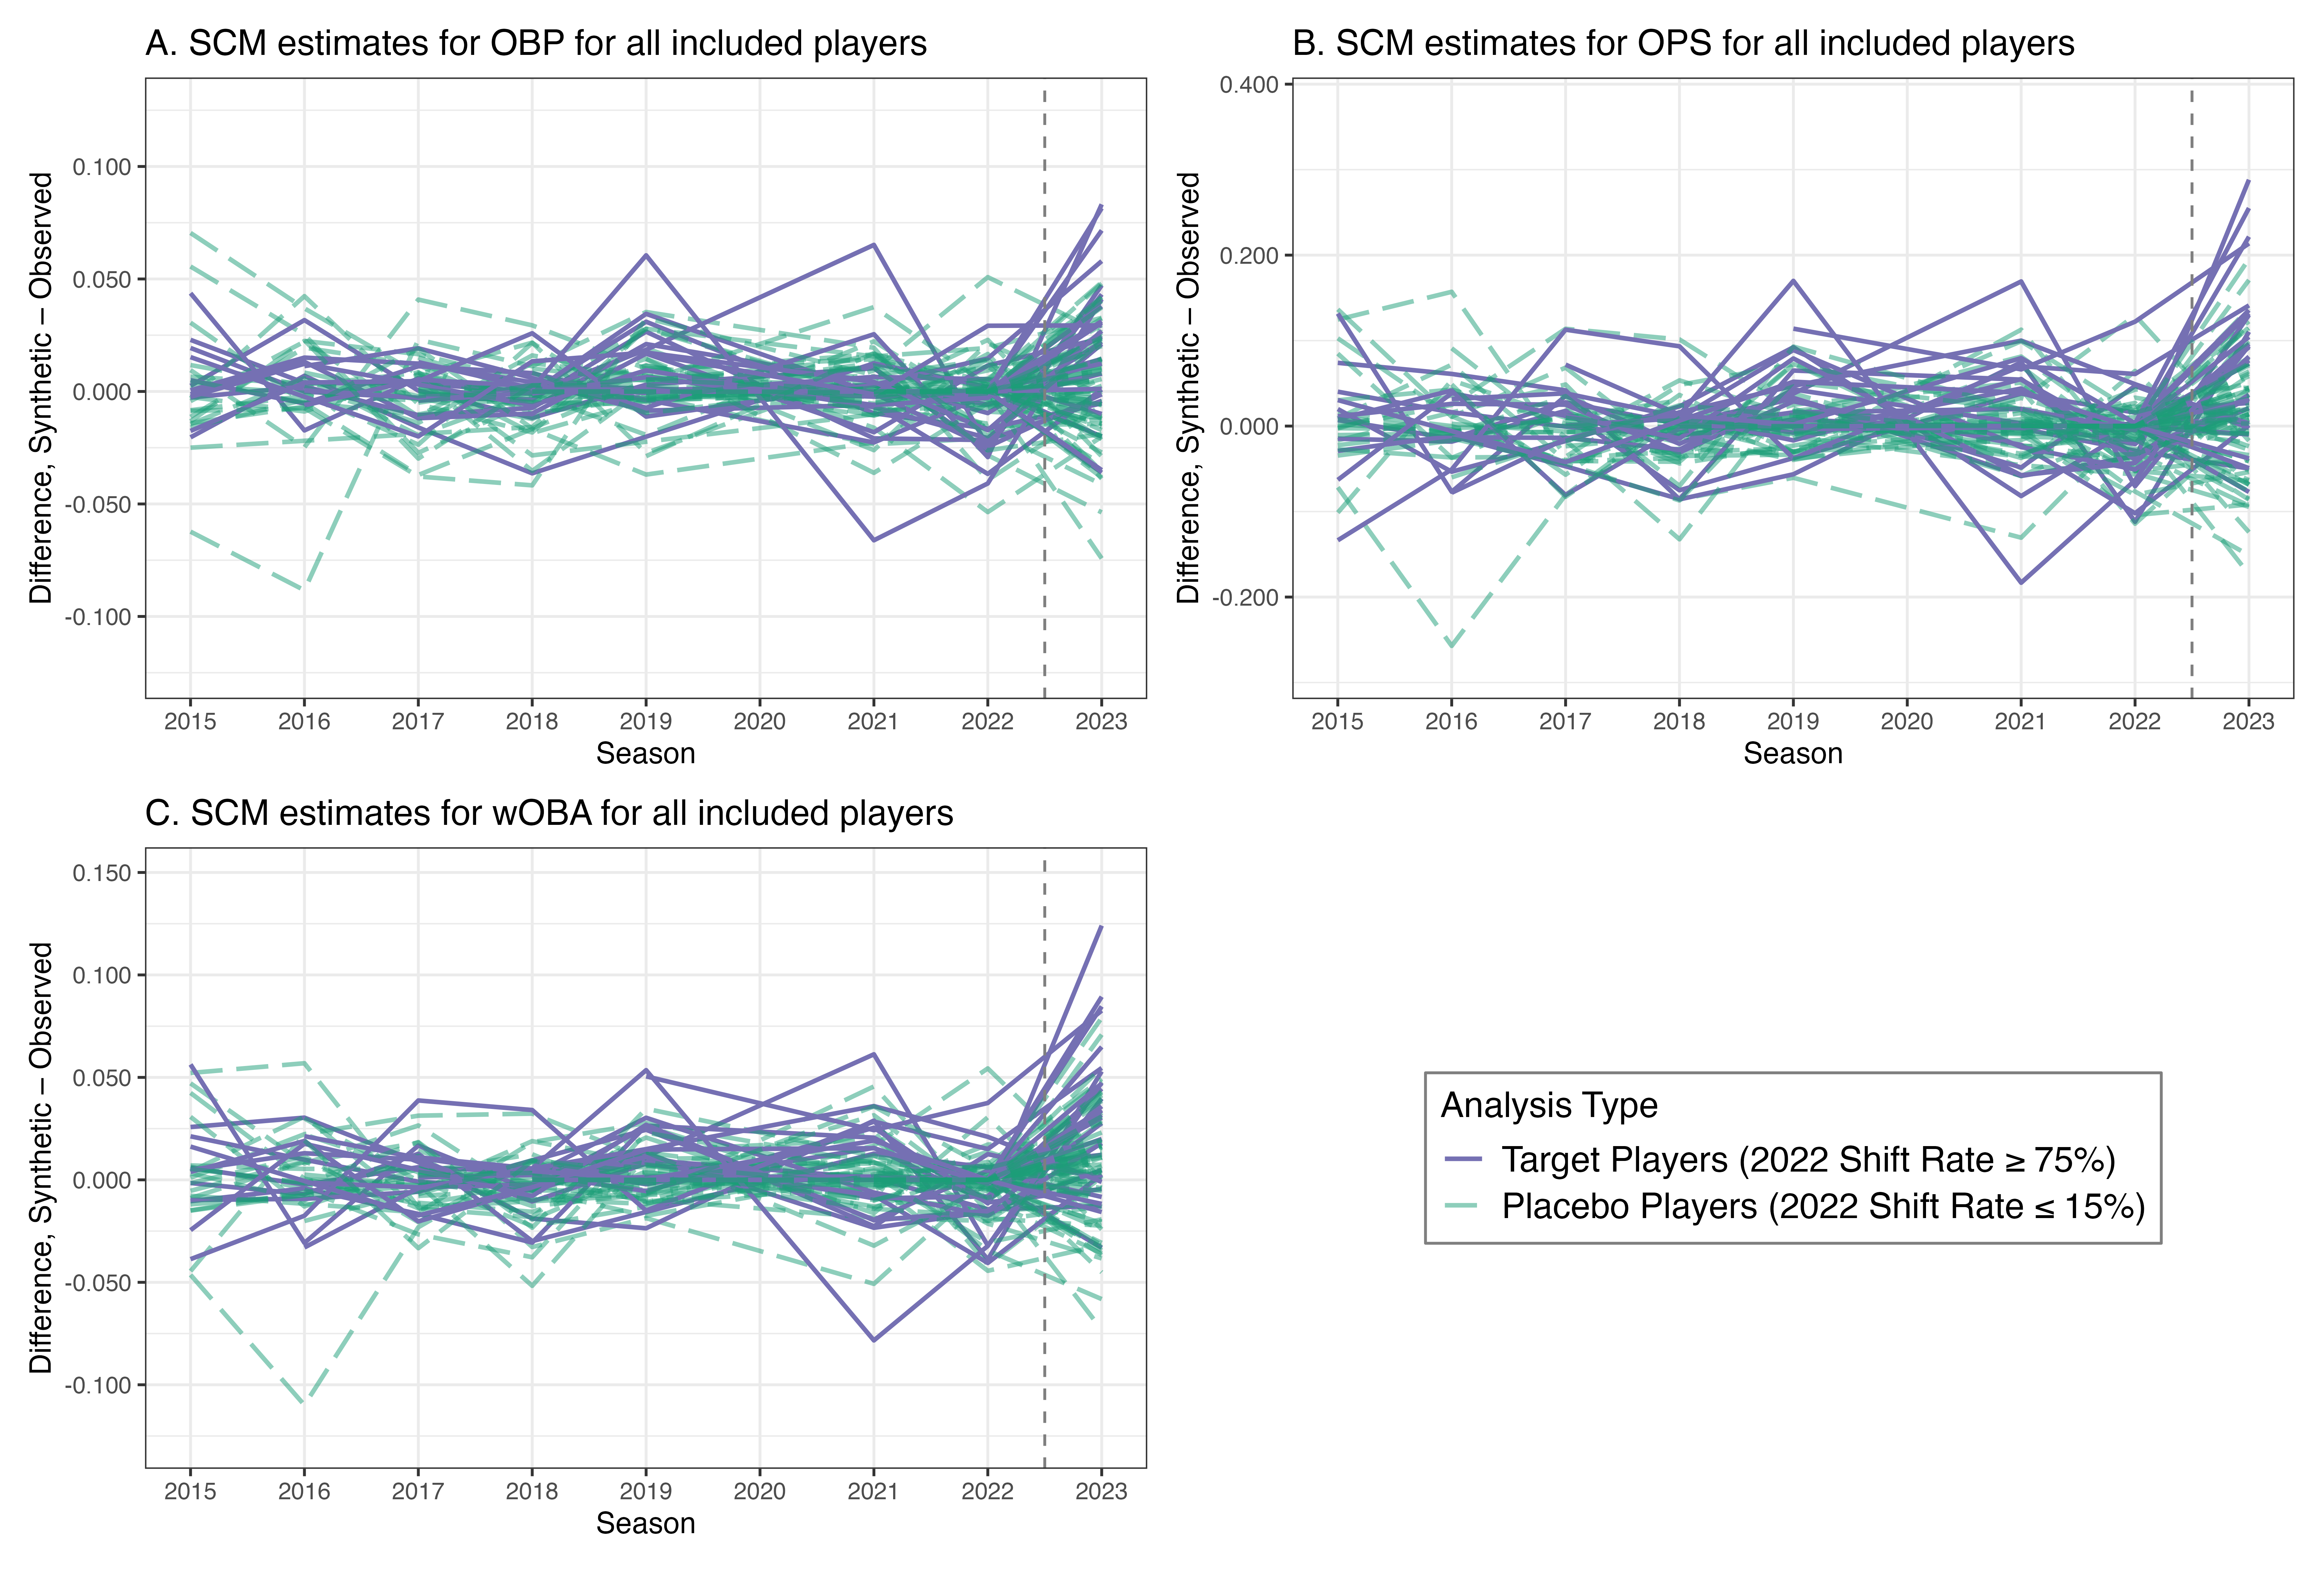 A. SCM estimates for OBP for all included players
Difference, Synthetic – Observed
0.100
0.050
0.000
-0.050
-0.100
2015 2016 2017 2018 2019 2020 2021 2022 2023
Season
B. SCM estimates for OPS for all included players
Difference, Synthetic – Observed
0.400
0.200
0.000
-0.200
2015 2016 2017 2018 2019 2020 2021 2022 2023
Season
C. SCM estimates for wOBA for all included players
Difference, Synthetic – Observed
0.150
0.100
0.050
0.000
-0.050
-0.100
2015 2016 2017 2018 2019 2020 2021 2022 2023
Season
Analysis Type
Target Players (2022 Shift Rate ≥ 75%)
Placebo Players (2022 Shift Rate ≤ 15%)